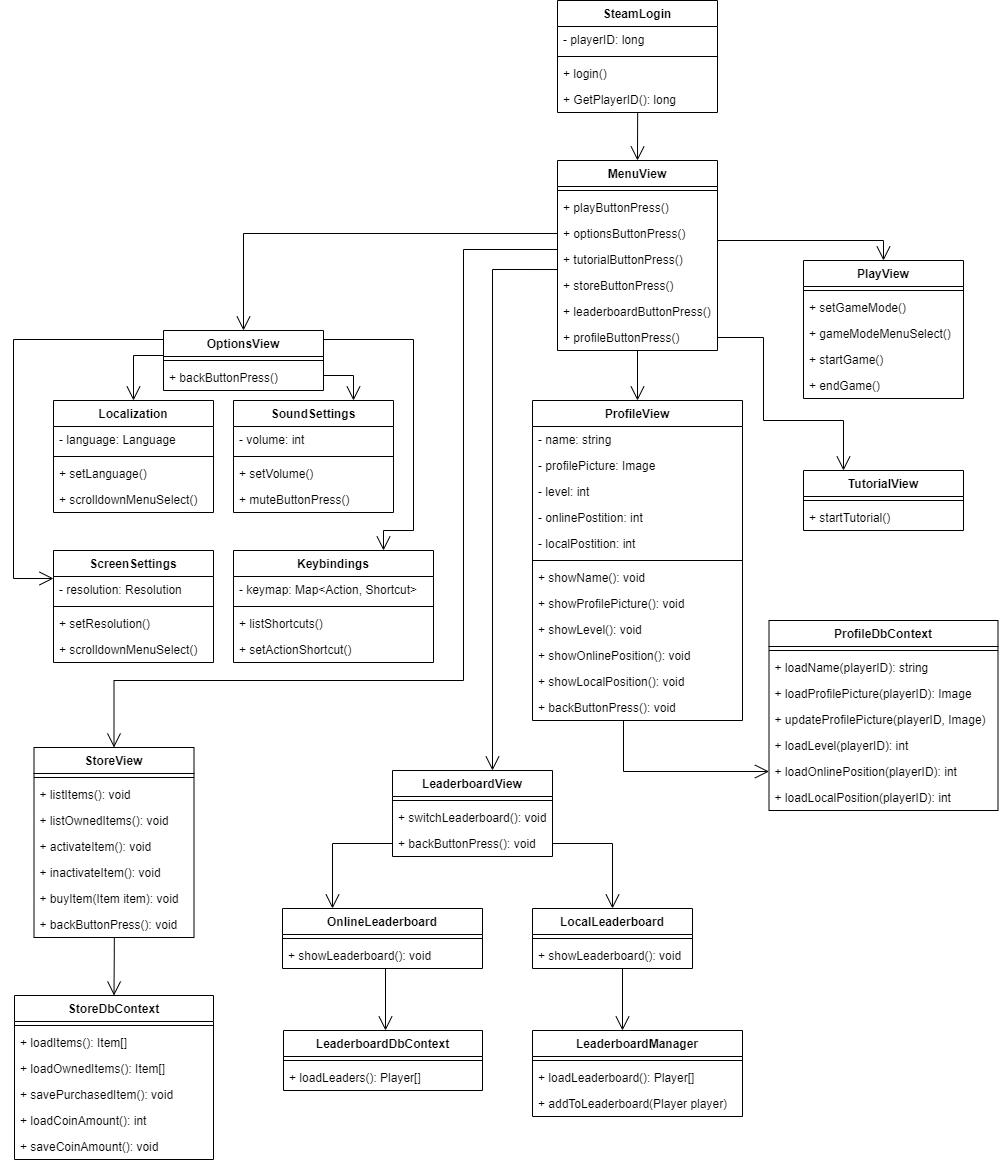 SteamLogin
- playerID: long
+ login()
+ GetPlayerID(): long
MenuView
+ playButtonPress()
+ optionsButtonPress()
+ tutorialButtonPress()
+ storeButtonPress()
+ leaderboardButtonPress()
+ profileButtonPress()
PlayView
+ setGameMode()
+ gameModeMenuSelect()
+ startGame()
+ endGame()
OptionsView
+ backButtonPress()
Localization
- language: Language
+ setLanguage()
+ scrolldownMenuSelect()
SoundSettings
- volume: int
+ setVolume()
+ muteButtonPress()
ProfileView
- name: string
- profilePicture: Image
- level: int
- onlinePostition: int
- localPostition: int
+ showName(): void
+ showProfilePicture(): void
+ showLevel(): void
+ showOnlinePosition(): void
+ showLocalPosition(): void
+ backButtonPress(): void
TutorialView
+ startTutorial()
ScreenSettings
- resolution: Resolution
+ setResolution()
+ scrolldownMenuSelect()
Keybindings
- keymap: Map<Action, Shortcut>
+ listShortcuts()
+ setActionShortcut()
ProfileDbContext
+ loadName(playerID): string
+ loadProfilePicture(playerID): Image
+ updateProfilePicture(playerID, Image)
+ loadLevel(playerID): int
+ loadOnlinePosition(playerID): int
+ loadLocalPosition(playerID): int
StoreView
+ listItems(): void
+ listOwnedItems(): void
+ activateItem(): void
+ inactivateItem(): void
+ buyItem(Item item): void
+ backButtonPress(): void
LeaderboardView
+ switchLeaderboard(): void
+ backButtonPress(): void
OnlineLeaderboard
+ showLeaderboard(): void
LocalLeaderboard
+ showLeaderboard(): void
StoreDbContext
+ loadItems(): Item[]
+ loadOwnedItems(): Item[]
+ savePurchasedItem(): void
+ loadCoinAmount(): int
+ saveCoinAmount(): void
LeaderboardDbContext
+ loadLeaders(): Player[]
LeaderboardManager
+ loadLeaderboard(): Player[]
+ addToLeaderboard(Player player)